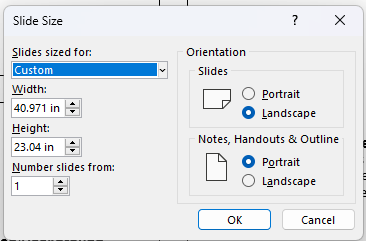 Slide Size
Slides sized for:
Custom
Width:
40.971 in
Height:
23.04 in
Number slides from:
1
Orientation
Slides
Portrait
Landscape
Notes, Handouts & Outline
Portrait
Landscape
OK
Cancel